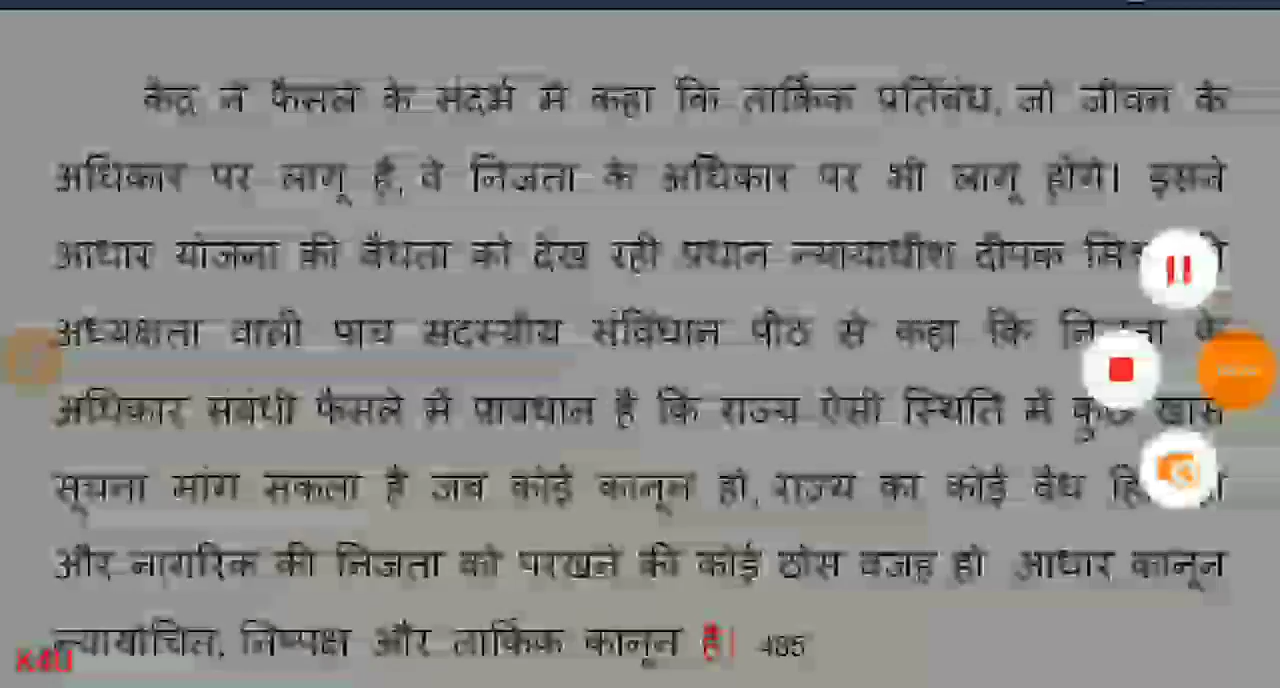 केंद्र ने फैसले के संदर्भ में कहा कि तार्किक प्रतिबंध, जो जीवन के
अधिकार पर लागू है, वे निजता के अधिकार पर भी लागू होंगे। इसने
आधार योजना की वैधता को देख रही प्रधान न्यायाधीश दीपक
अध्यक्षता वाली पांच सदस्यीय संविधान पीठ से कहा कि निजता के
अधिकार संबंधी फैसले में प्रावधान है कि राज्य ऐसी स्थिति में कुछ खास
सूचना मांग सकता है जब कोई कानून हो, राज्य का कोई वैध
और नागरिक की निजता को परखने की कोई ठोस वजह हो आधार कानून
न्यायोचित, निष्पक्ष और तार्किक कानून है। 485
K4U